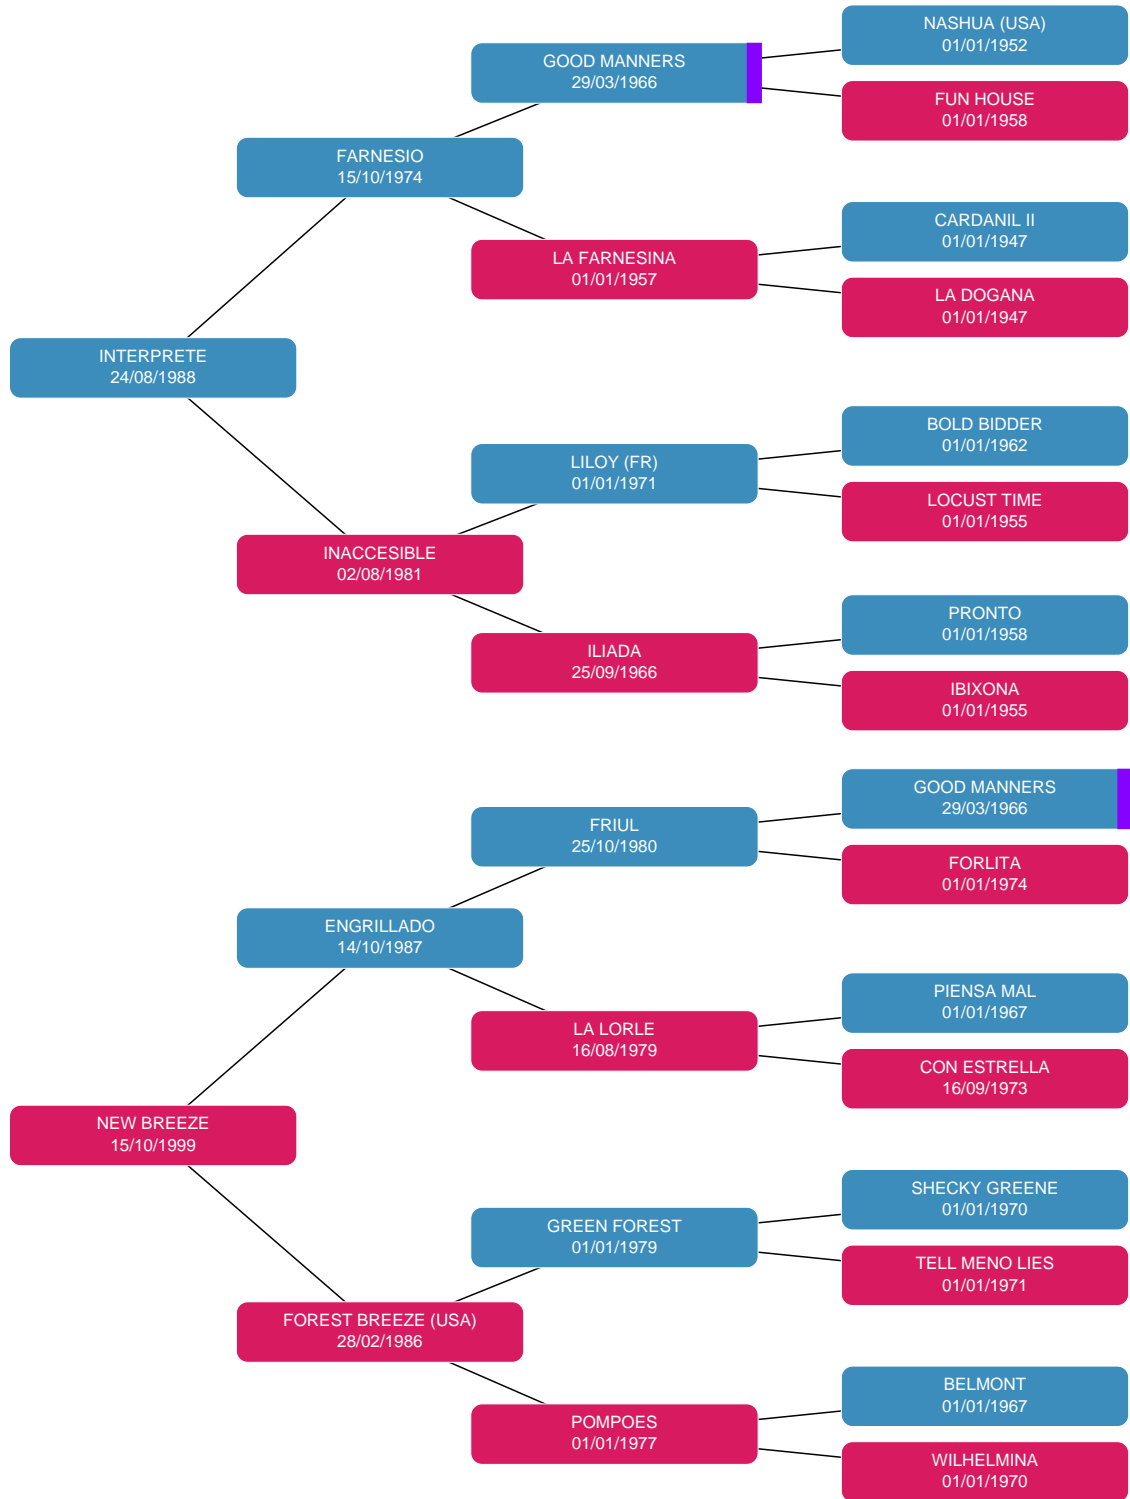 NASHUA (USA)
01/01/1952
GOOD MANNERS
29/03/1966
FUN HOUSE
01/01/1958
FARNESIO
15/10/1974
CARDANIL II
01/01/1947
LA FARNESINA
01/01/1957
LA DOGANA
01/01/1947
INTERPRETE
24/08/1988
BOLD BIDDER
01/01/1962
LILOY (FR)
01/01/1971
LOCUST TIME
01/01/1955
INACCESIBLE
02/08/1981
PRONTO
01/01/1958
ILIADA
25/09/1966
IBIXONA
01/01/1955
GOOD MANNERS
29/03/1966
FRIUL
25/10/1980
FORLITA
01/01/1974
ENGRILLADO
14/10/1987
PIENSA MAL
01/01/1967
LA LORLE
16/08/1979
CON ESTRELLA
16/09/1973
NEW BREEZE
15/10/1999
SHECKY GREENE
01/01/1970
GREEN FOREST
01/01/1979
TELL MENO LIES
01/01/1971
FOREST BREEZE (USA)
28/02/1986
BELMONT
01/01/1967
POMPOES
01/01/1977
WILHELMINA
01/01/1970